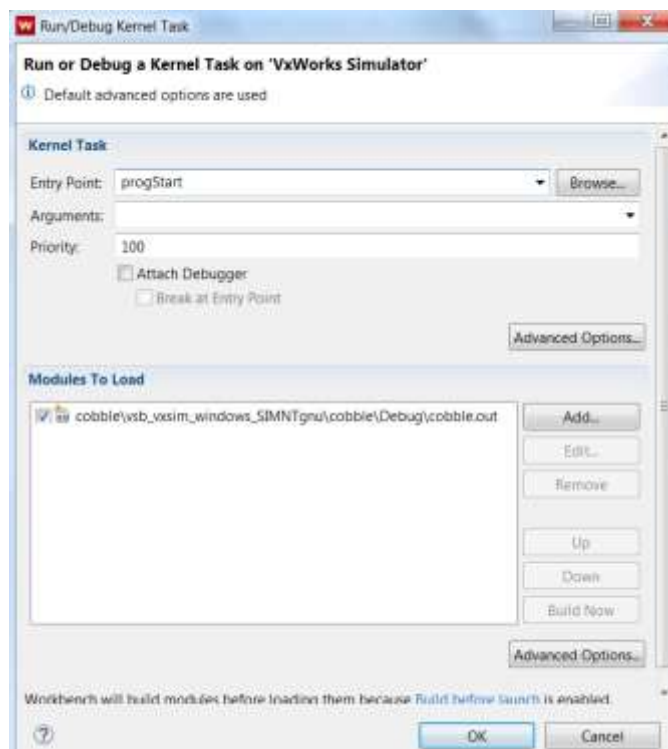 Run/Debug Kernel Task
Run or Debug a Kernel Task on 'VxWorks Simulator'
Default advanced options are used
Kernel Task
Entry Point: progStart Browse...
Arguments:
Priority: 100
Attach Debugger
Break at Entry Point
Advanced Options...
Modules To Load
cobble\vsb_vxsim_windows_SIMNTgnu\cobble\Debug\cobble.out Add...
Edit...
Remove
Up
Down
Build Now
Advanced Options...
Workbench will build modules before loading them because Build before launch is enabled.
OK Cancel